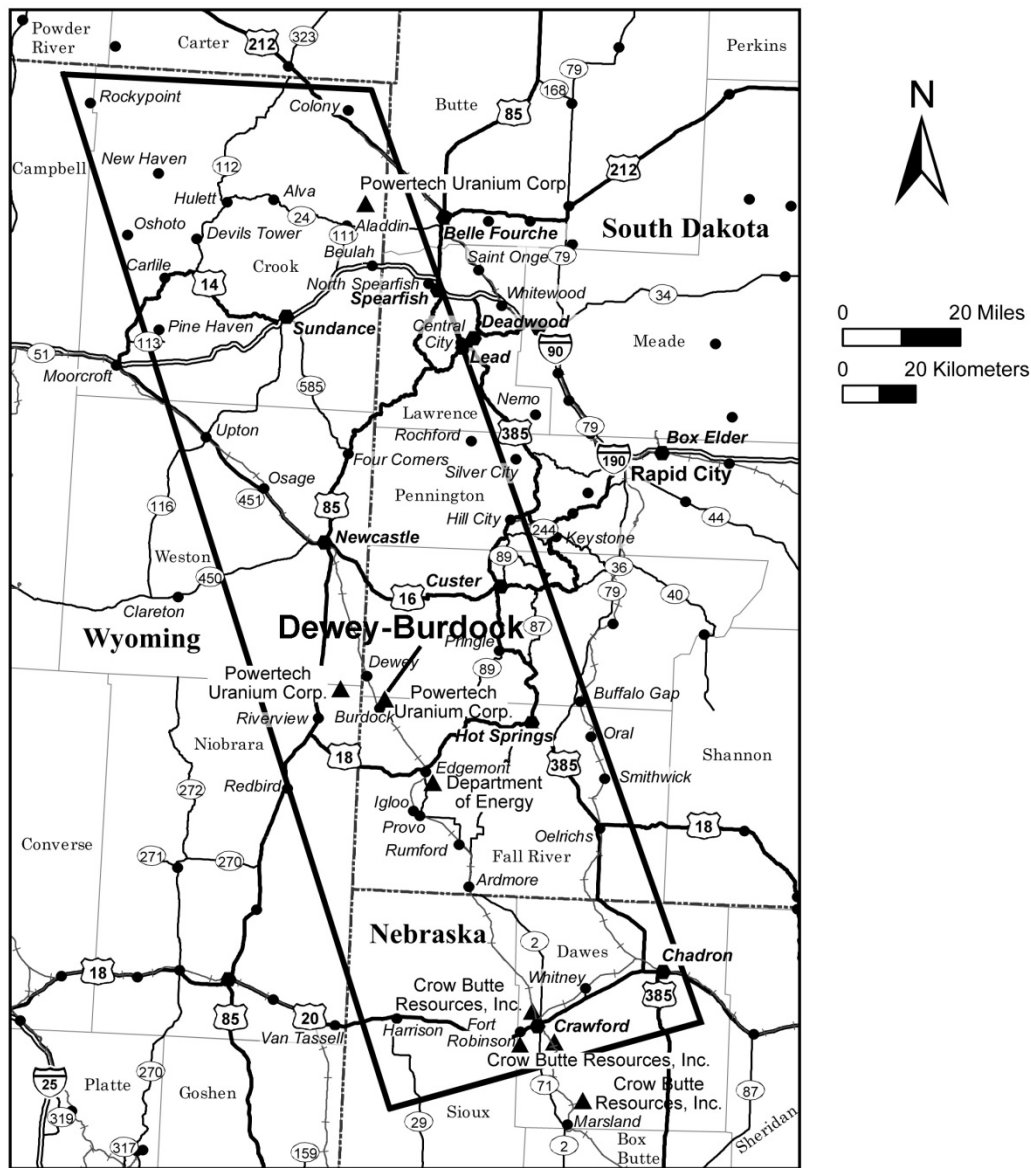 Powder
River
Carter
323
212
Perkins
79
168
Butte
85
Rockypoint
Colony
N
Campbell
New Haven
112
212
Powertech Uranium Corp
Hulett
Alva
24
Aladdin
111
Belle Fourche
South Dakota
Oshoto
Devils Tower
Beulah
Saint Onge
79
Carlile
Crook
14
North Spearfish
Spearfish
Whitewood
34
0 20 Miles
Pine Haven
Sundance
Central
City
Deadwood
113
51
Lead
90
Meade
0 20 Kilometers
Moorcroft
585
Nemo
Lawrence
385
79
Rochford
Box Elder
Upton
Four Corners
Silver City
190
Rapid City
Osage
Pennington
451
85
116
Hill City
44
244
Newcastle
Keystone
Weston
89
36
450
Custer
79
16
40
Clareton
Dewey-Burdock
87
Wyoming
Pringle
Dewey
89
Powertech
Uranium Corp.
Powertech
Uranium Corp.
Buffalo Gap
Riverview
Burdock
Hot Springs
Oral
Niobrara
18
385
Shannon
Edgemont
Smithwick
272
Redbird
Department
of Energy
Igloo
Provo
Oelrichs
18
Converse
Rumford
271
270
Fall River
Ardmore
Nebraska
2
Dawes
Chadron
18
Whitney
Crow Butte
Resources, Inc.
385
85
20
Harrison
Fort
Robinson
Crawford
Van Tassell
Crow Butte Resources, Inc.
25
Platte
270
Goshen
71
Crow Butte
Resources, Inc.
87
319
Sioux
29
Marsland
Sheridan
317
159
2
Box
Butte